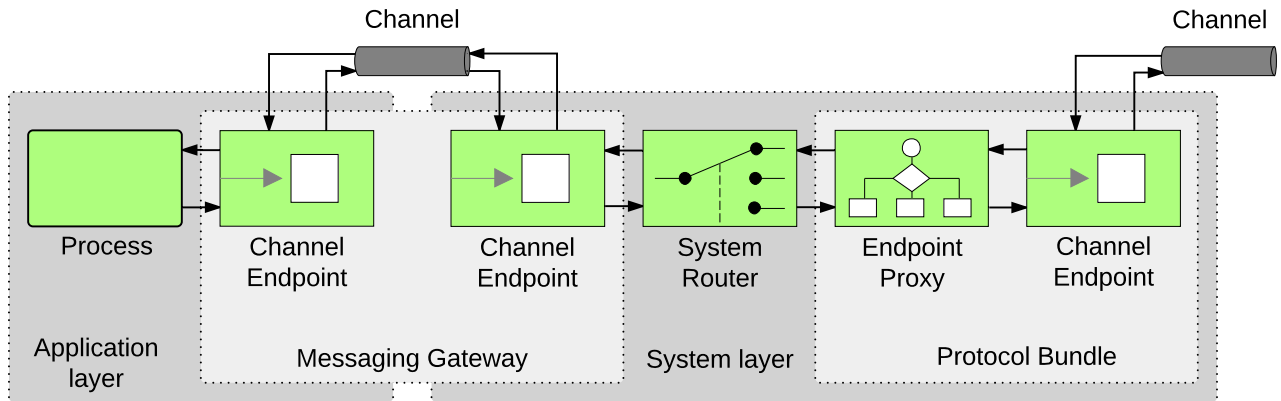 Channel
Channel
Process
Channel
Endpoint
Channel
Endpoint
System
Router
Endpoint
Proxy
Channel
Endpoint
Application
layer
Messaging Gateway
System layer
Protocol Bundle